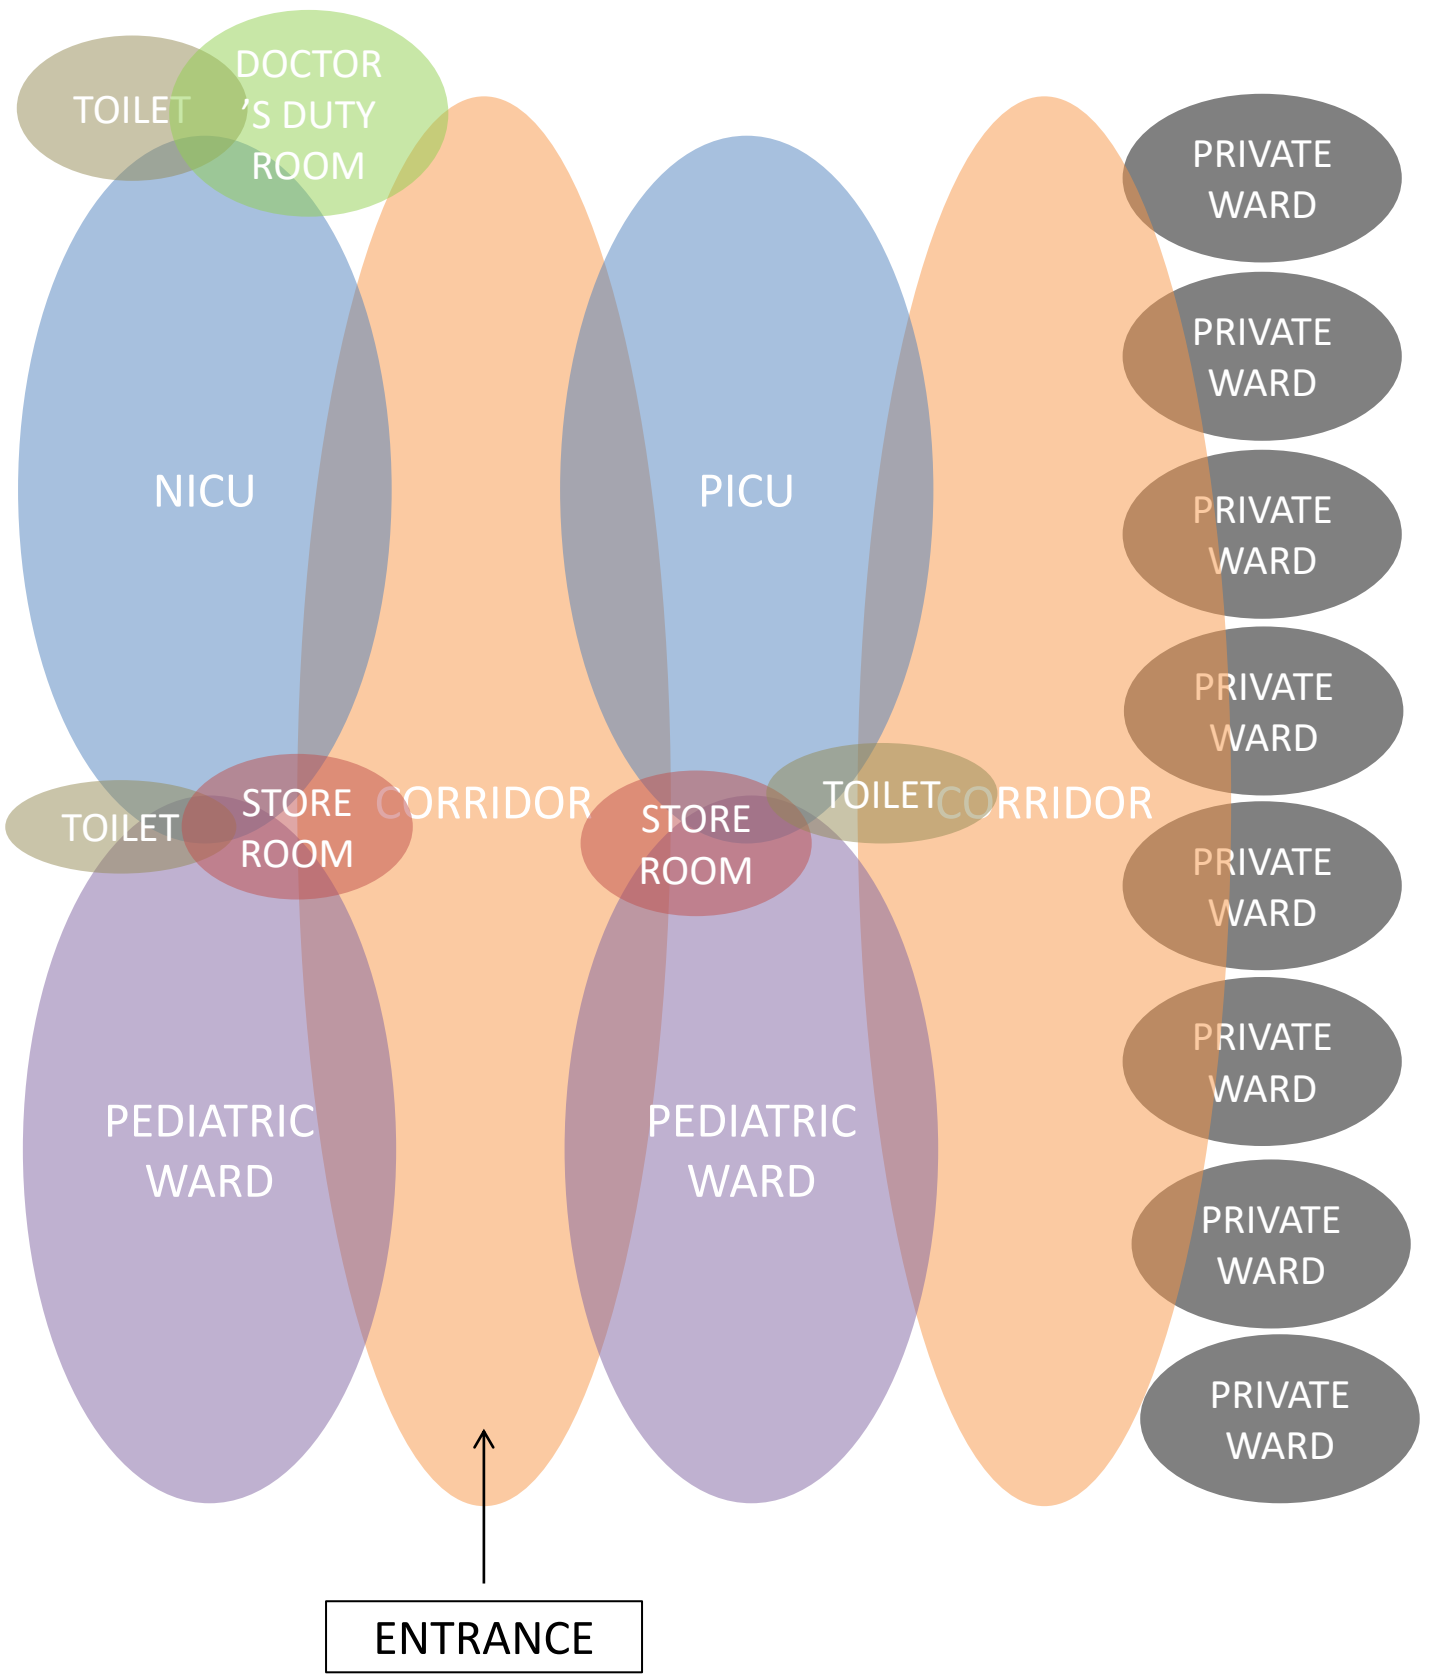 TOILET
DOCTOR
'S DUTY
ROOM
NICU
PICU
TOILET
STORE
ROOM
CORRIDOR
STORE
ROOM
TOILET
CORRIDOR
PEDIATRIC
WARD
PEDIATRIC
WARD
PRIVATE
WARD
PRIVATE
WARD
PRIVATE
WARD
PRIVATE
WARD
PRIVATE
WARD
PRIVATE
WARD
PRIVATE
WARD
PRIVATE
WARD
ENTRANCE